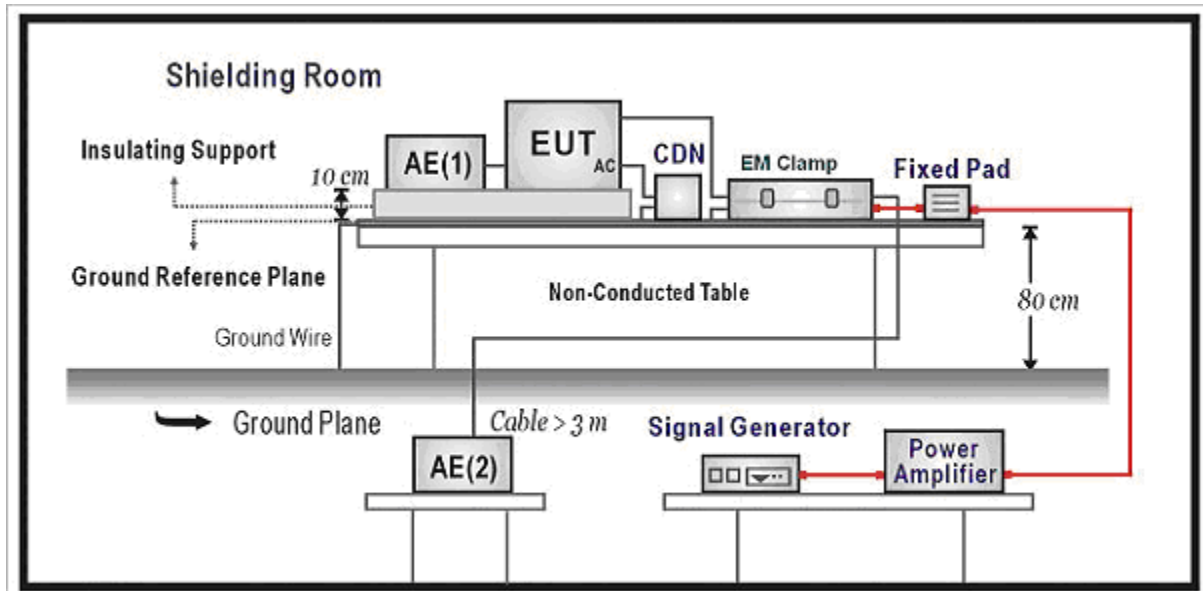 Shielding Room
Insulating Support
10 cm
AE(1)
EUT
AC
CDN
EM Clamp
Fixed Pad
Ground Reference Plane
Non-Conducted Table
80 cm
Ground Wire
Ground Plane
Cable > 3 m
Signal Generator
AE(2)
Power
Amplifier